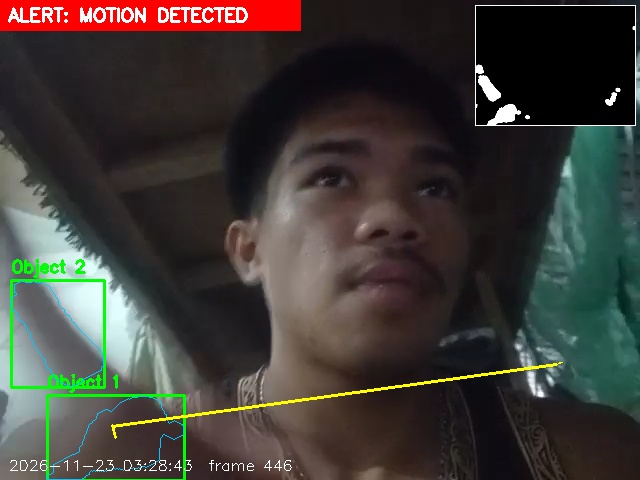 ALERT: MOTION DETECTED
Object 2
Object 1
2026-11-23 03:28:43 frame 446